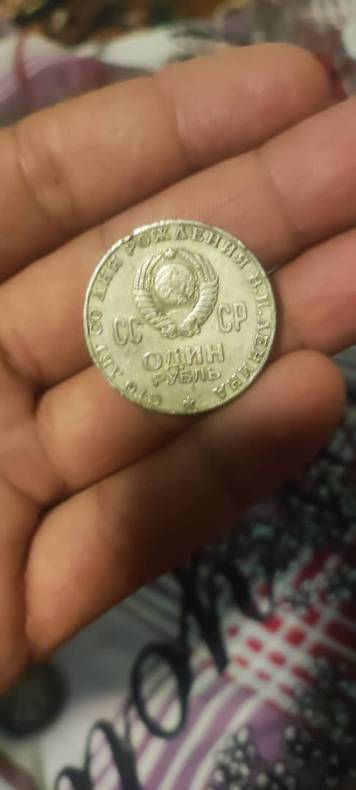 СТО ЛЕТ СО ДНЯ РОЖДЕНИЯ В.И.ЛЕНИНА
СС СР
ОДИН
РУБЛЬ